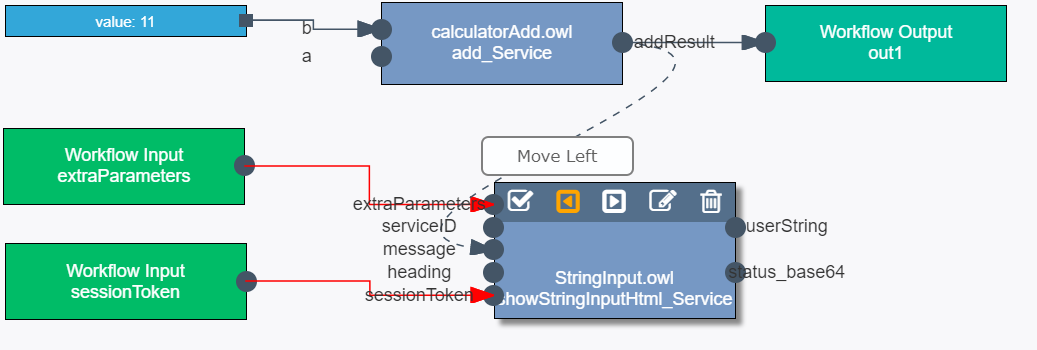 value: 11
b
a
calculatorAdd.owl
add_Service
addResult
Workflow Output
out1
Workflow Input
extraParameters
Move Left
extraParameters
serviceID
message
heading
sessionToken
StringInput.owl
showStringInputHtml_Service
userString
status_base64
Workflow Input
sessionToken